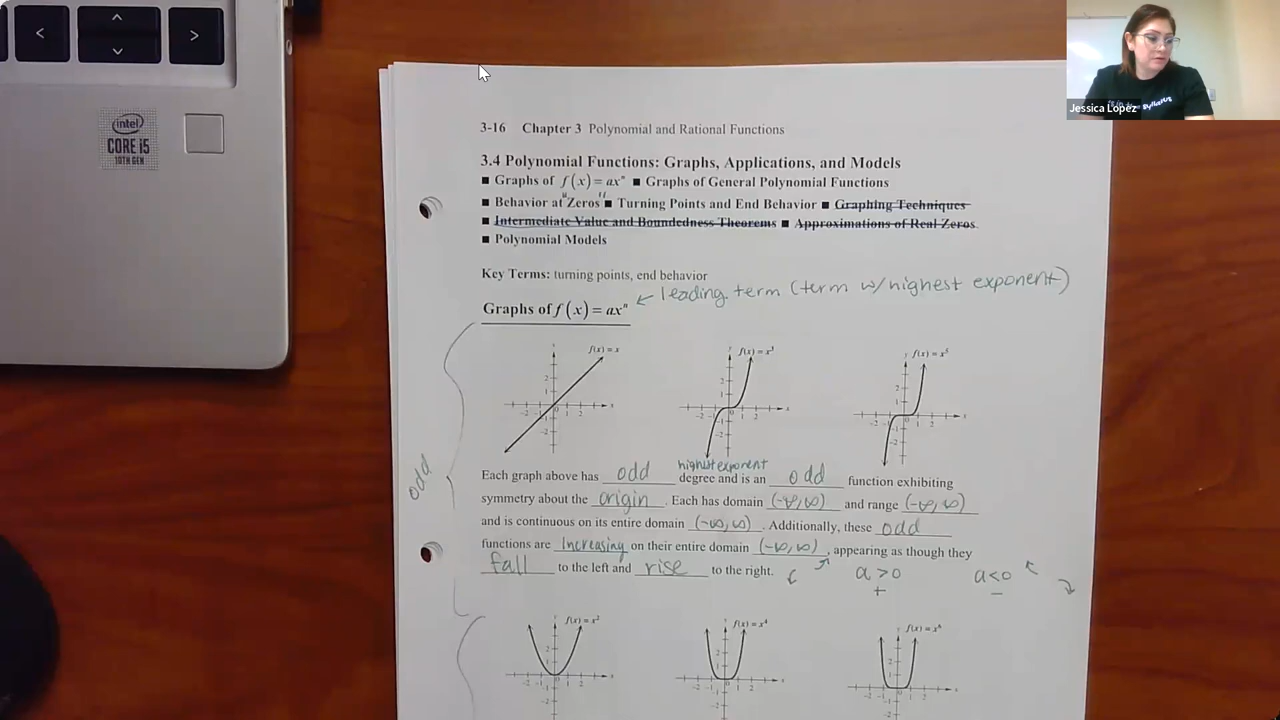 intel
CORE i5
10TH GEN
Jessica Lopez
3-16 Chapter 3 Polynomial and Rational Functions
3.4 Polynomial Functions: Graphs, Applications, and Models
■ Graphs of f(x) = axⁿ ■ Graphs of General Polynomial Functions
■ Behavior at "Zeros" ■ Turning Points and End Behavior ■ Graphing Techniques
■ Intermediate Value and Boundedness Theorems ■ Approximations of Real Zeros
■ Polynomial Models
Key Terms: turning points, end behavior
Graphs of f(x) = axⁿ ← leading term (term w/highest exponent)
f(x) = x f(x) = x³ f(x) = x⁵
odd
highest exponent
Each graph above has odd degree and is an odd function exhibiting
symmetry about the origin. Each has domain (-∞,∞) and range (-∞,∞)
and is continuous on its entire domain (-∞,∞). Additionally, these odd
functions are increasing on their entire domain (-∞,∞), appearing as though they
fall to the left and rise to the right. a>0 a<0
+ −
f(x) = x² f(x) = x⁴ f(x) = x⁶